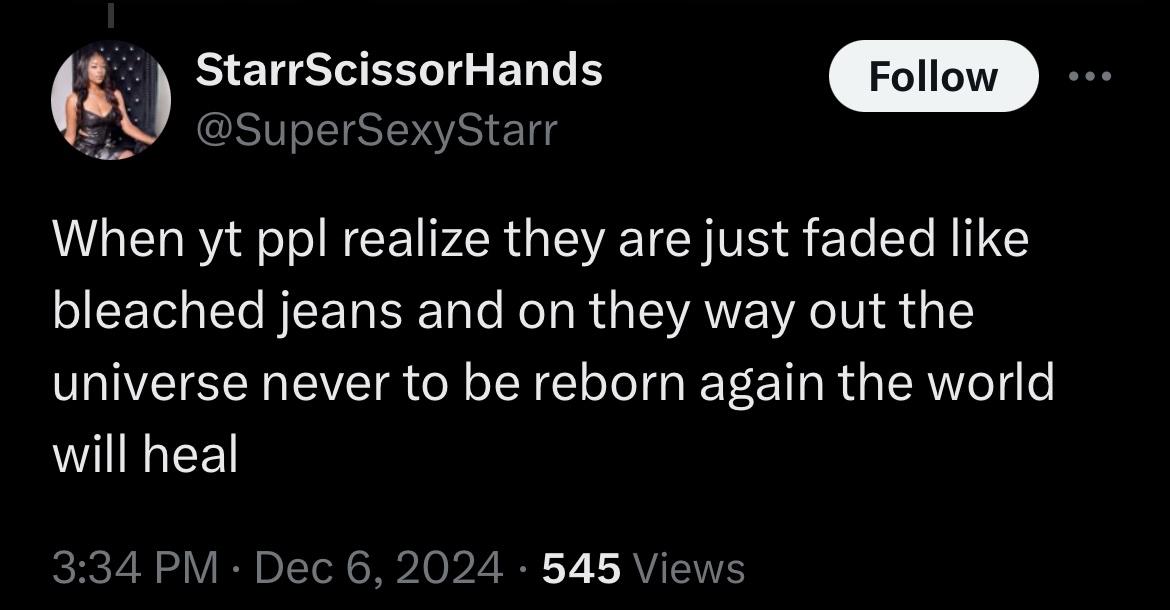 StarrScissorHands
@SuperSexyStarr
Follow
When yt ppl realize they are just faded like
bleached jeans and on they way out the
universe never to be reborn again the world
will heal
3:34 PM · Dec 6, 2024 · 545 Views